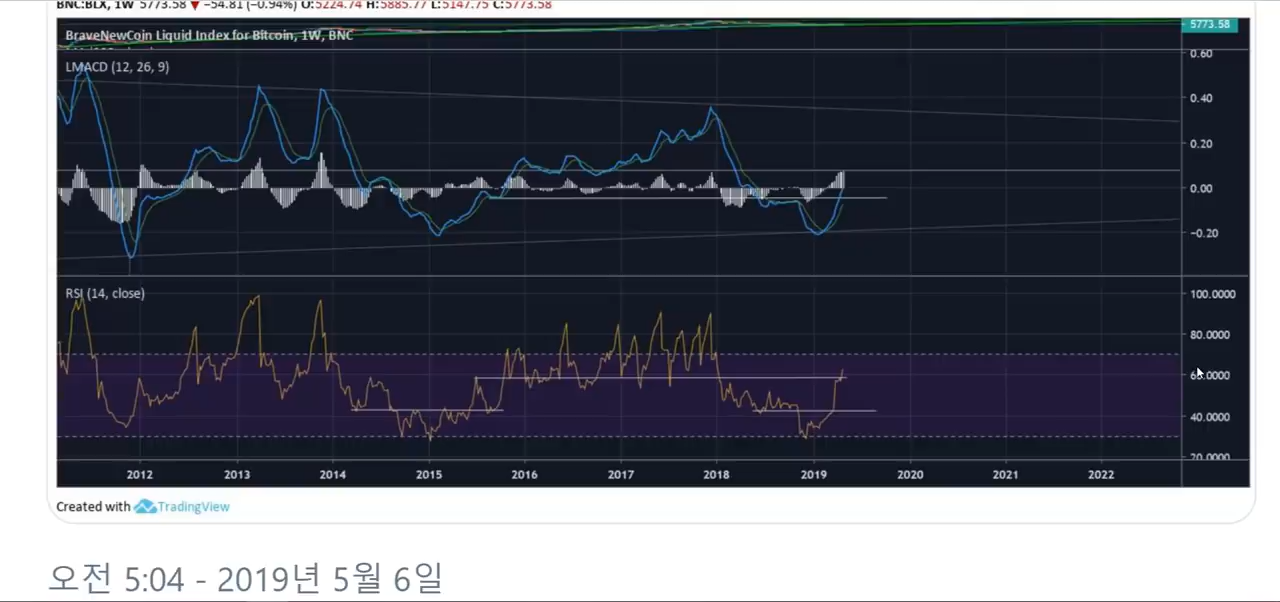 BNC:BLX, 1W 5773.58 ▼ −54.81 (−0.94%) O:5224.74 H:5885.77 L:5147.75 C:5773.58
5773.58
BraveNewCoin Liquid Index for Bitcoin, 1W, BNC
0.60
LMACD (12, 26, 9)
0.40
0.20
0.00
−0.20
RSI (14, close)
100.0000
80.0000
60.0000
40.0000
20.0000
2012 2013 2014 2015 2016 2017 2018 2019 2020 2021 2022
Created with TradingView
오전 5:04 - 2019년 5월 6일